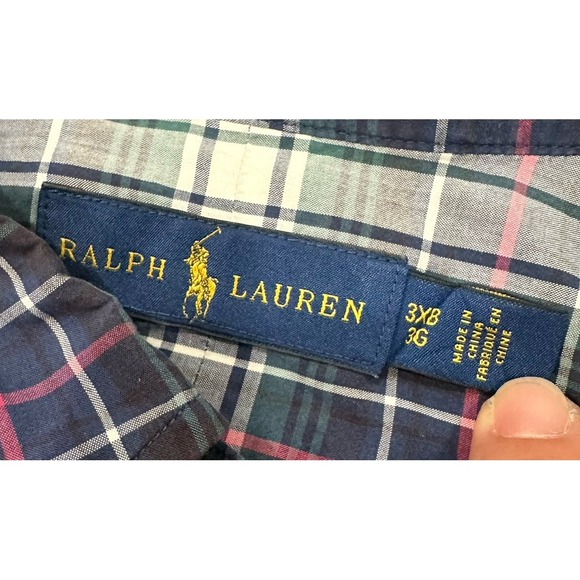 RALPH LAUREN
3XB
3G
MADE IN
CHINA
FABRIQUÉ EN
CHINE